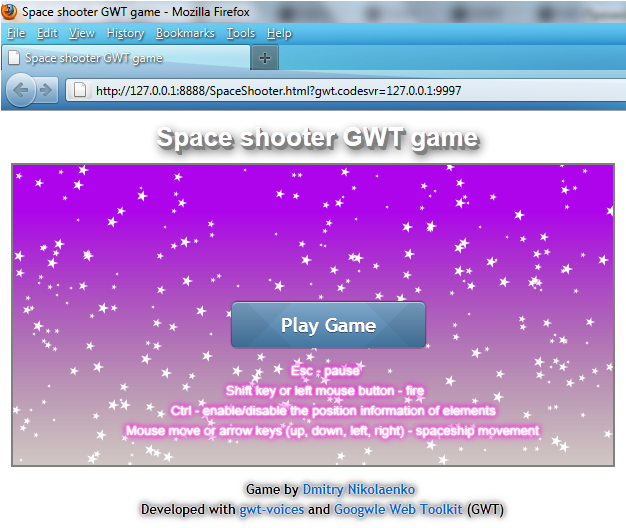 Space shooter GWT game - Mozilla Firefox
File Edit View History Bookmarks Tools Help
Space shooter GWT game
http://127.0.0.1:8888/SpaceShooter.html?gwt.codesvr=127.0.0.1:9997
Space shooter GWT game
Play Game
Esc - pause
Shift key or left mouse button - fire
Ctrl - enable/disable the position information of elements
Mouse move or arrow keys (up, down, left, right) - spaceship movement
Game by Dmitry Nikolaenko
Developed with gwt-voices and Googwle Web Toolkit (GWT)